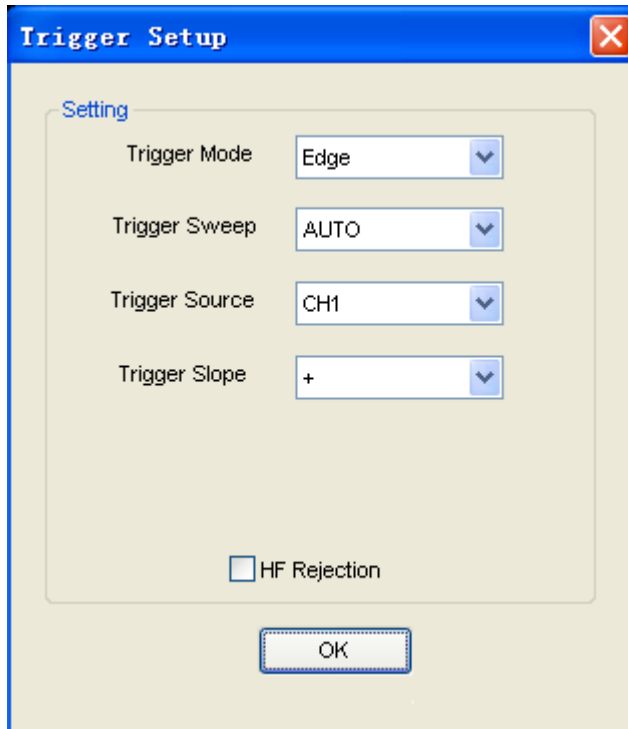 Trigger Setup
Setting
Trigger Mode Edge
Trigger Sweep AUTO
Trigger Source CH1
Trigger Slope +
HF Rejection
OK